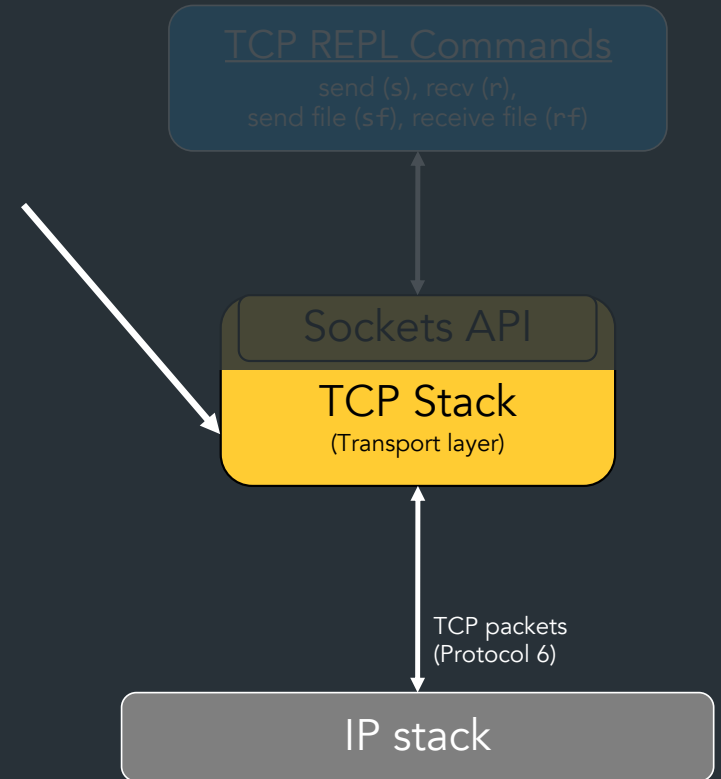 TCP REPL Commands
send (s), recv (r),
send file (sf), receive file (rf)
Sockets API
TCP Stack
(Transport layer)
TCP packets
(Protocol 6)
IP stack